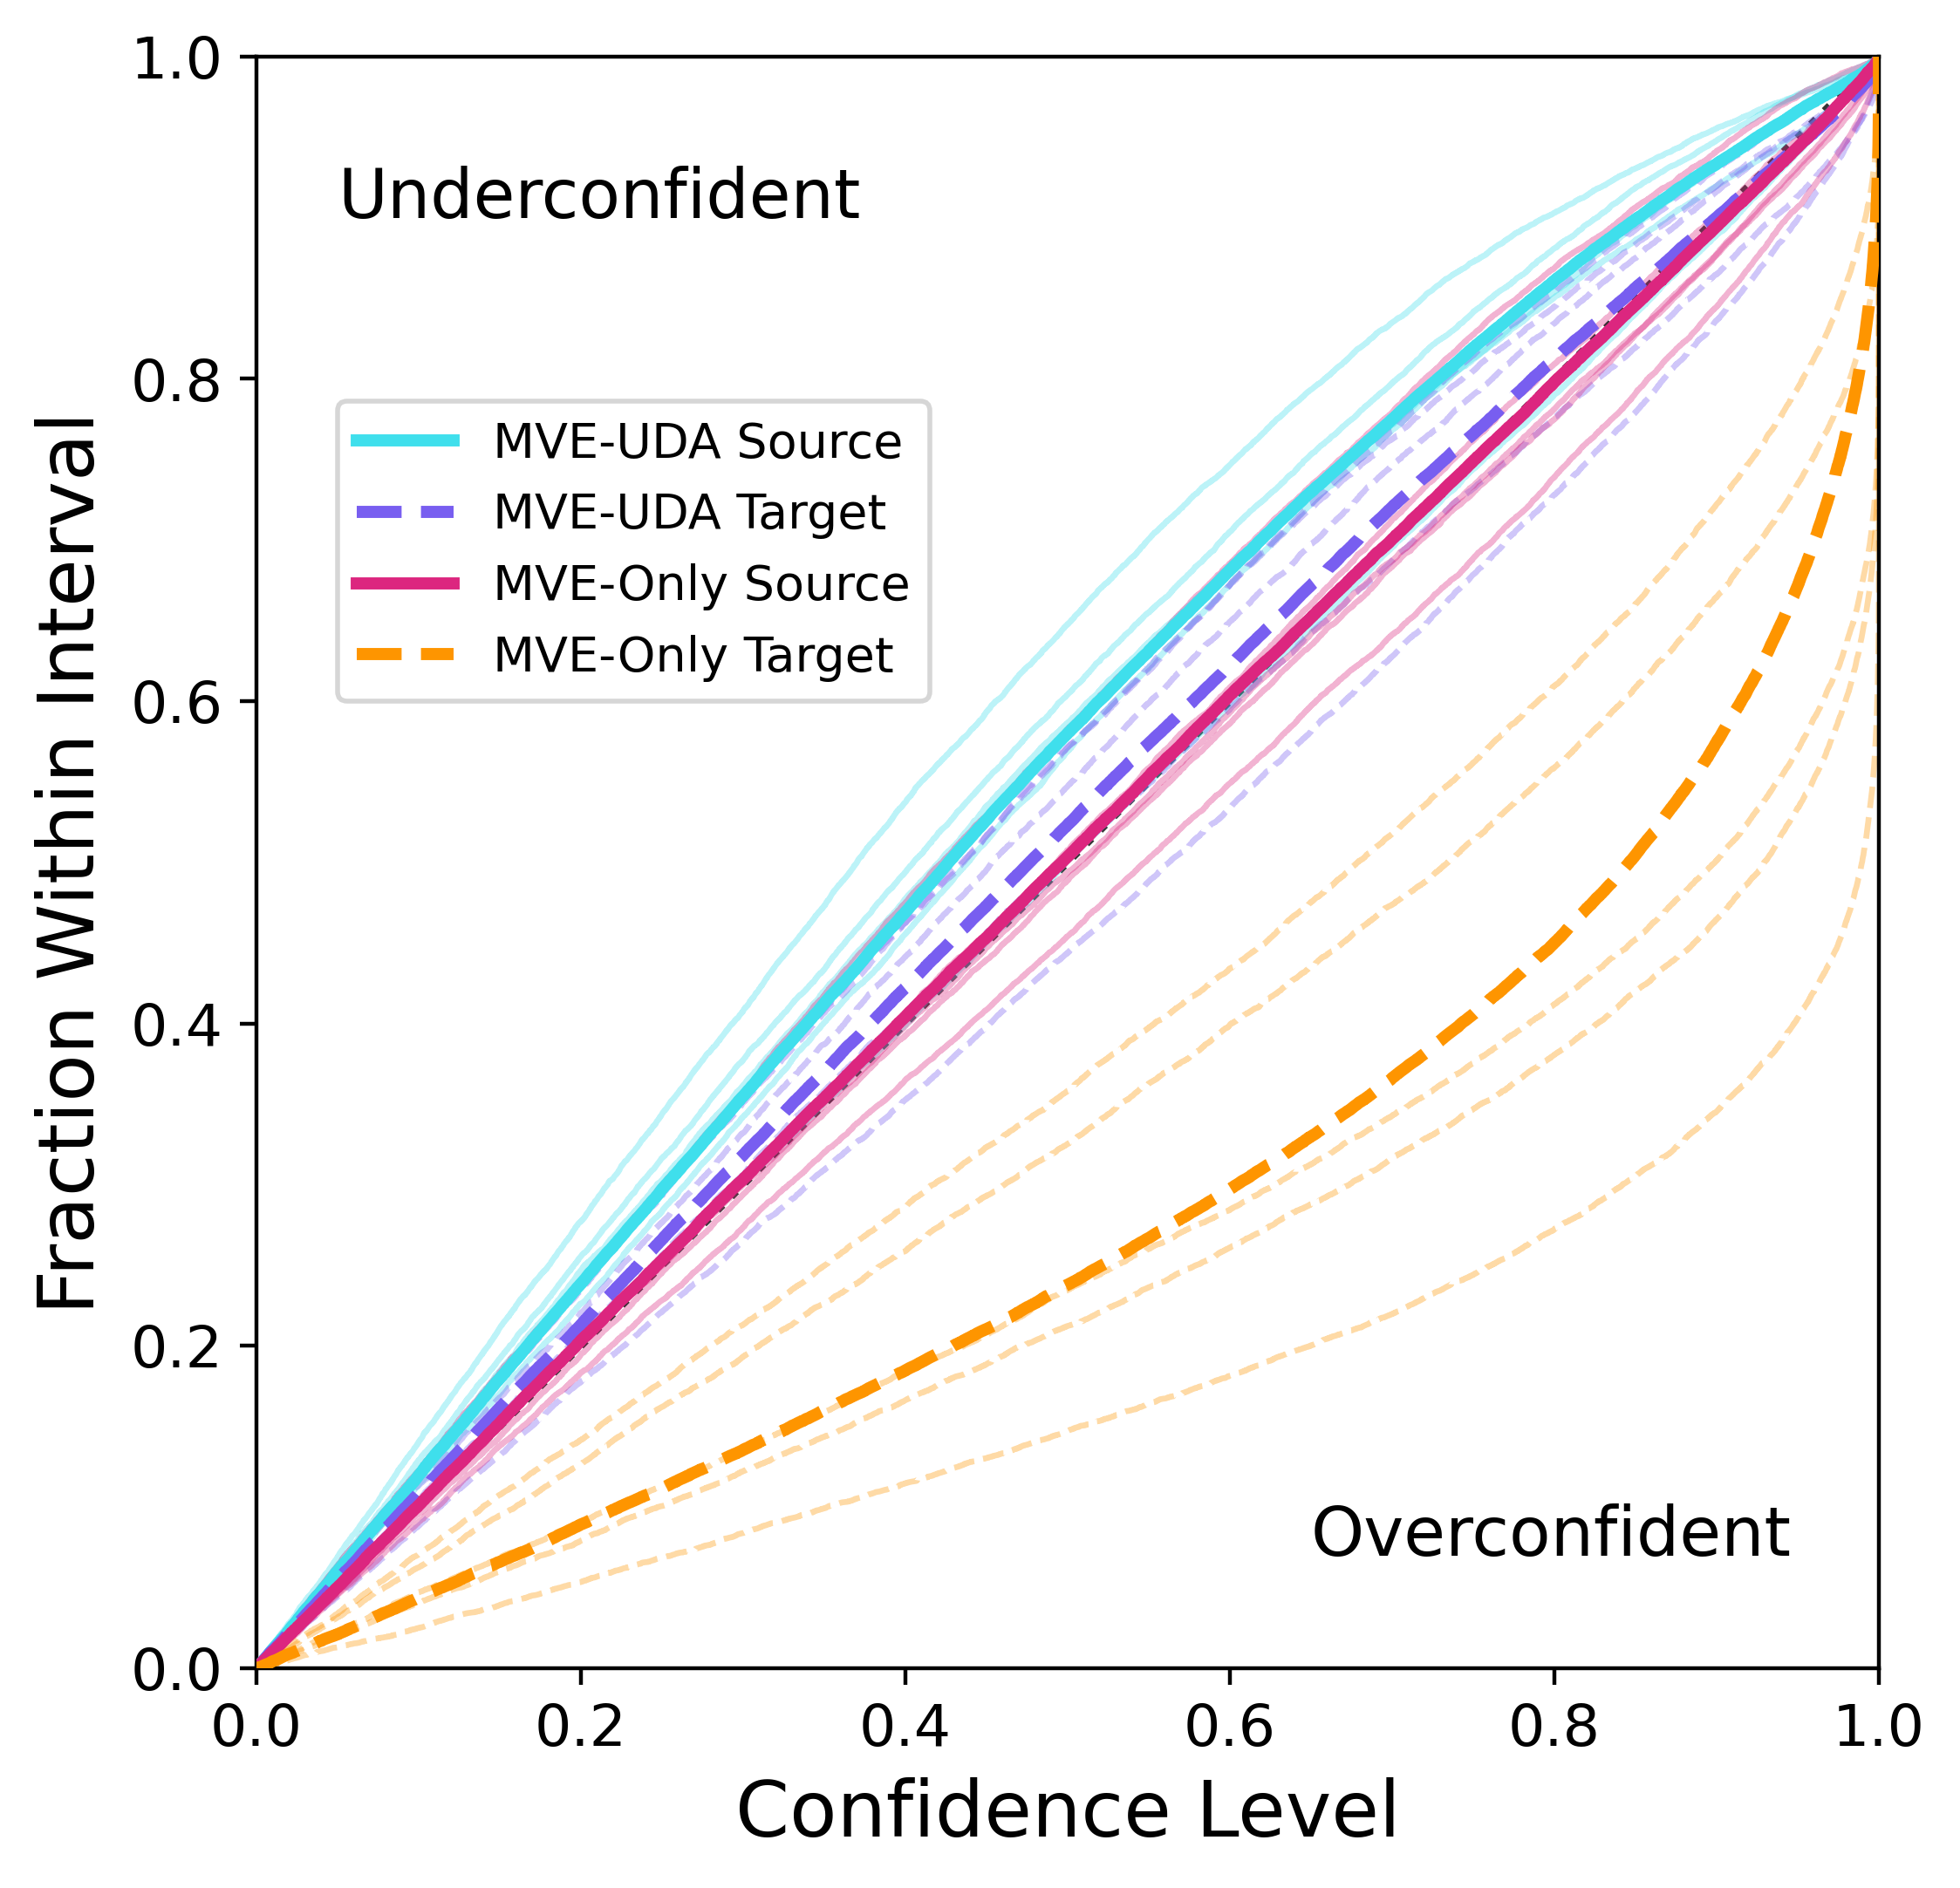 1.0
0.8
0.6
0.4
0.2
0.0
Fraction Within Interval
Underconfident
MVE-UDA Source
MVE-UDA Target
MVE-Only Source
MVE-Only Target
Overconfident
0.0 0.2 0.4 0.6 0.8 1.0
Confidence Level